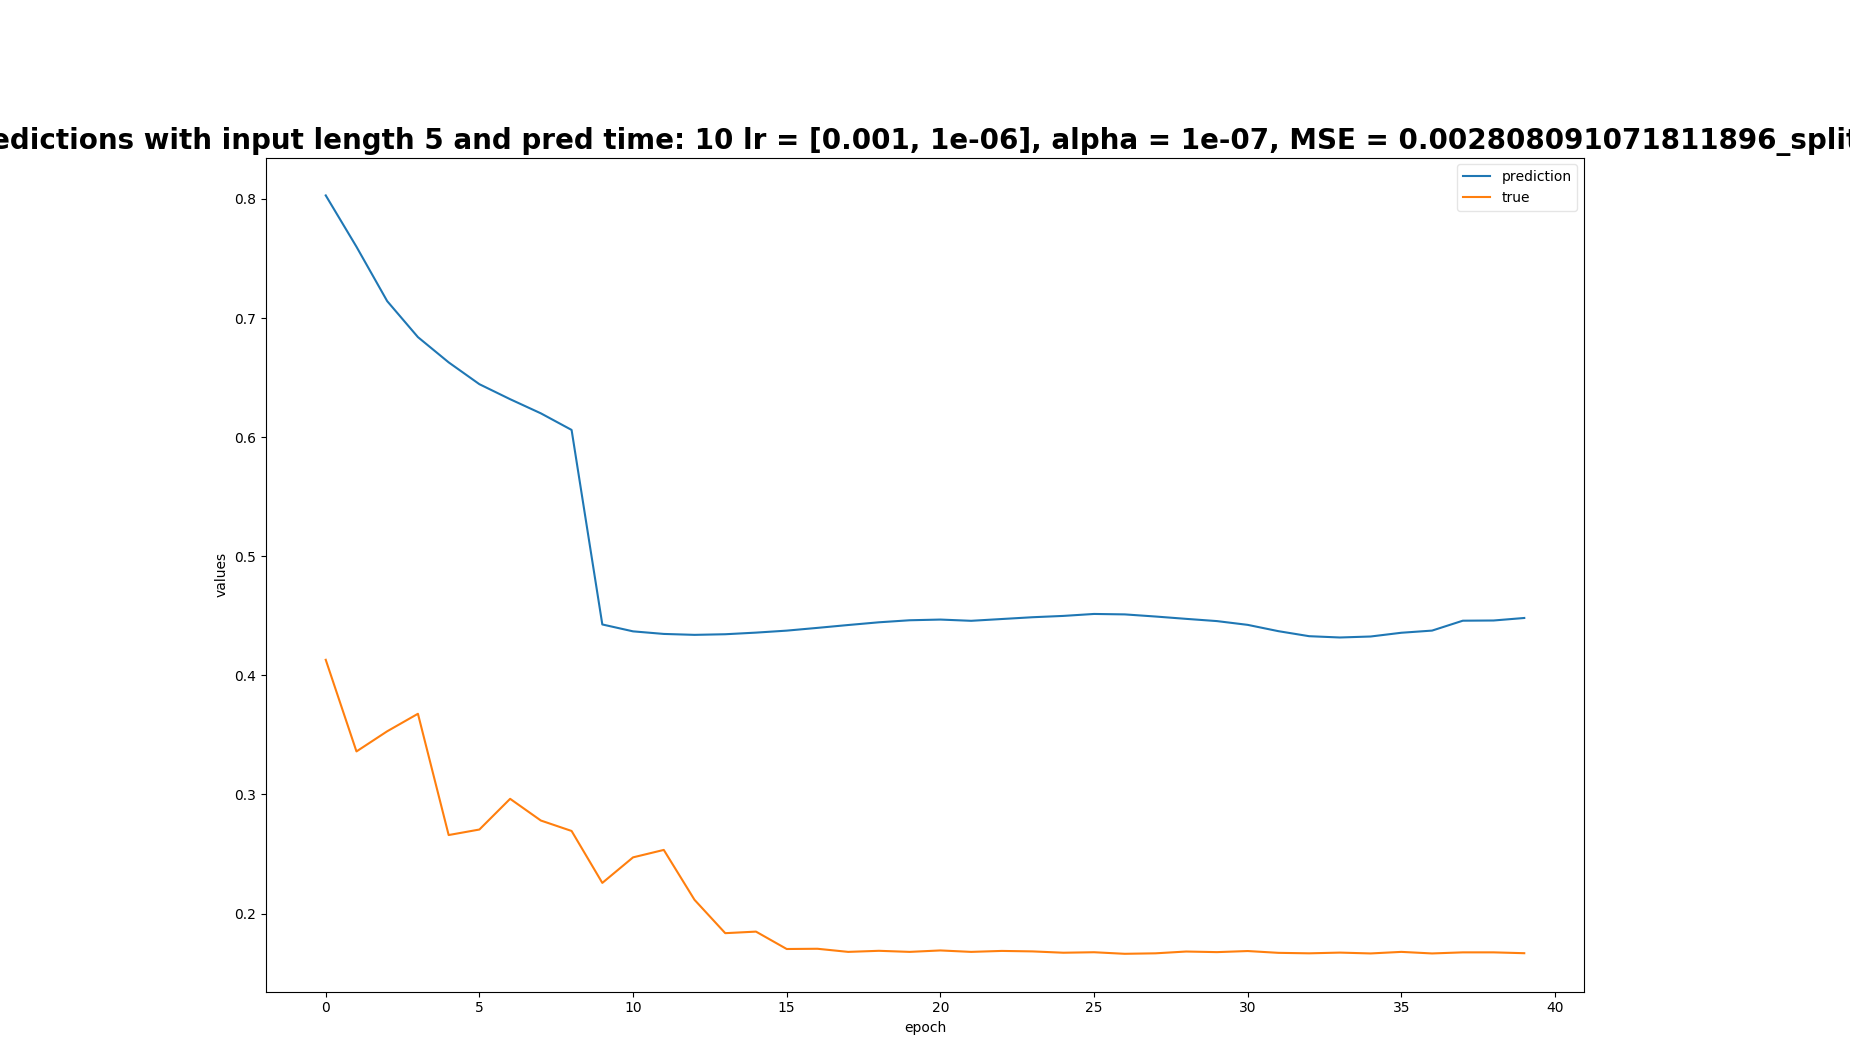 edictions with input length 5 and pred time: 10 lr = [0.001, 1e-06], alpha = 1e-07, MSE = 0.002808091071811896_split
prediction
true
0.8
0.7
0.6
0.5
0.4
0.3
0.2
values
0 5 10 15 20 25 30 35 40
epoch